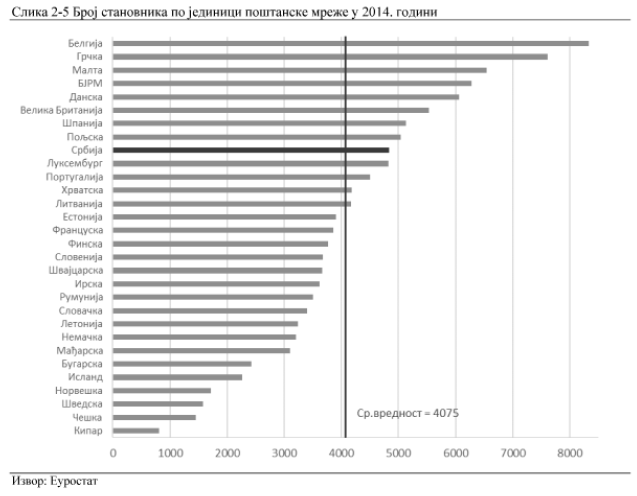 Слика 2-5 Број становника по јединици поштанске мреже у 2014. години
Белгија
Грчка
Малта
БЈРМ
Данска
Велика Британија
Шпанија
Пољска
Србија
Луксембург
Португалија
Хрватска
Литванија
Естонија
Француска
Финска
Словенија
Швајцарска
Ирска
Румунија
Словачка
Летонија
Немачка
Мађарска
Бугарска
Исланд
Норвешка
Шведска
Чешка
Кипар
Ср.вредност = 4075
0 1000 2000 3000 4000 5000 6000 7000 8000
Извор: Еуростат